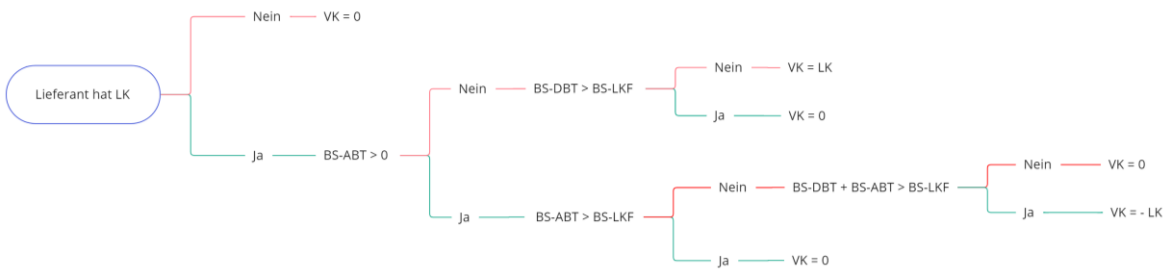 Lieferant hat LK
Nein
VK = 0
Ja
BS-ABT > 0
Nein
BS-DBT > BS-LKF
Nein
VK = LK
Ja
VK = 0
Ja
BS-ABT > BS-LKF
Nein
BS-DBT + BS-ABT > BS-LKF
Nein
VK = 0
Ja
VK = - LK
Ja
VK = 0